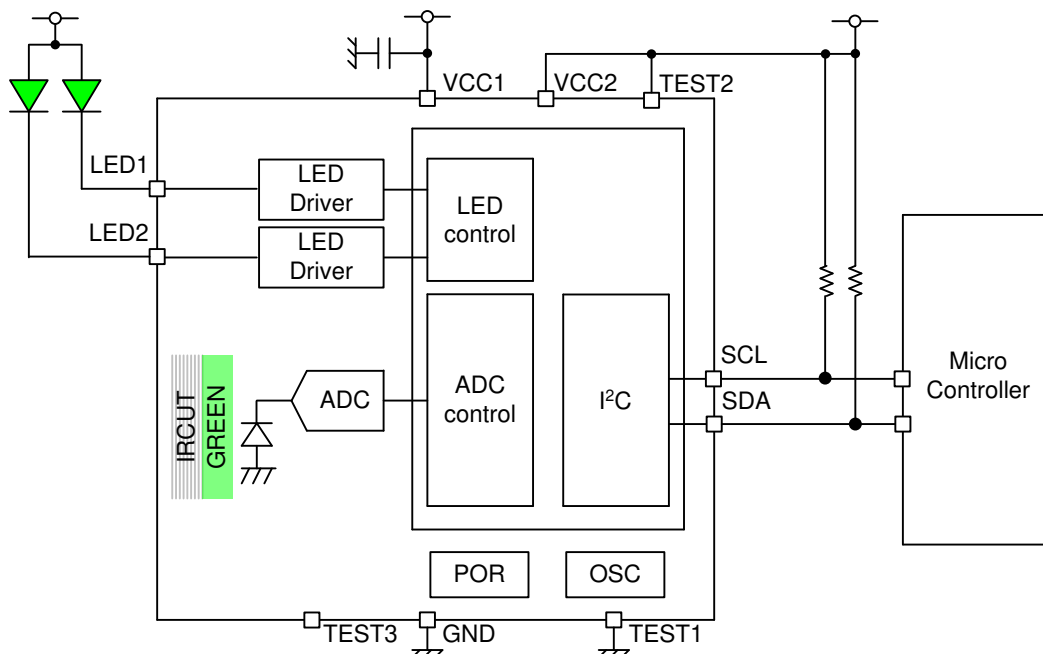 VCC1
VCC2
TEST2
LED1
LED
Driver
LED
control
LED2
LED
Driver
IRCUT
GREEN
ADC
ADC
control
I²C
SCL
SDA
Micro
Controller
POR
OSC
TEST3
GND
TEST1